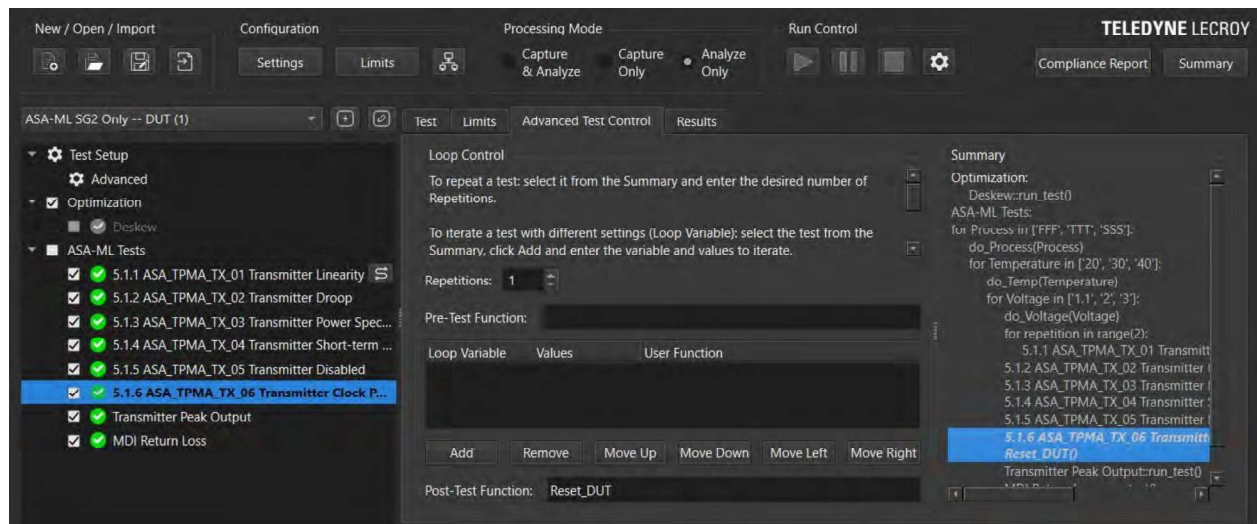 New / Open / Import
Configuration
Processing Mode
Run Control
TELEDYNE LECROY
Settings
Limits
Capture & Analyze
Capture Only
Analyze Only
Compliance Report
Summary
ASA-ML SG2 Only -- DUT (1)
Test Setup
Advanced
Optimization
Deskew
ASA-ML Tests
5.1.1 ASA_TPMA_TX_01 Transmitter Linearity
5.1.2 ASA_TPMA_TX_02 Transmitter Droop
5.1.3 ASA_TPMA_TX_03 Transmitter Power Spec...
5.1.4 ASA_TPMA_TX_04 Transmitter Short-term ...
5.1.5 ASA_TPMA_TX_05 Transmitter Disabled
5.1.6 ASA_TPMA_TX_06 Transmitter Clock P...
Transmitter Peak Output
MDI Return Loss
Test
Limits
Advanced Test Control
Results
Loop Control
To repeat a test: select it from the Summary and enter the desired number of
Repetitions.
To iterate a test with different settings (Loop Variable): select the test from the
Summary, click Add and enter the variable and values to iterate.
Repetitions: 1
Pre-Test Function:
Loop Variable Values User Function
Add Remove Move Up Move Down Move Left Move Right
Post-Test Function: Reset_DUT
Summary
Optimization:
Deskew::run_test()
ASA-ML Tests:
for Process in ['FFF', 'TTT', 'SSS']:
do_Process(Process)
for Temperature in ['20', '30', '40']:
do_Temp(Temperature)
for Voltage in ['1.1', '2', '3']:
do_Voltage(Voltage)
for repetition in range(2):
5.1.1 ASA_TPMA_TX_01 Transmitt
5.1.2 ASA_TPMA_TX_02 Transmitter
5.1.3 ASA_TPMA_TX_03 Transmitter
5.1.4 ASA_TPMA_TX_04 Transmitter
5.1.5 ASA_TPMA_TX_05 Transmitter
5.1.6 ASA_TPMA_TX_06 Transmitt
Reset_DUT()
Transmitter Peak Output::run_test()